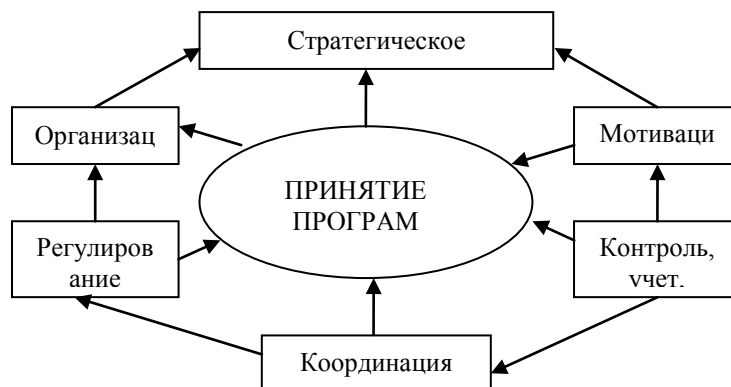 Стратегическое
Организац
Мотиваци
ПРИНЯТИЕ
ПРОГРАМ
Регулиров
ание
Контроль,
учет.
Координация